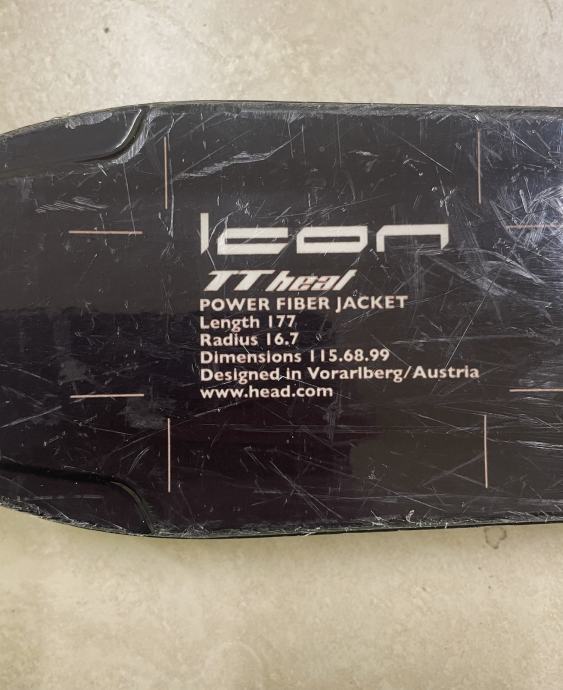 Icon
TT heat
POWER FIBER JACKET
Length 177
Radius 16.7
Dimensions 115.68.99
Designed in Vorarlberg/Austria
www.head.com